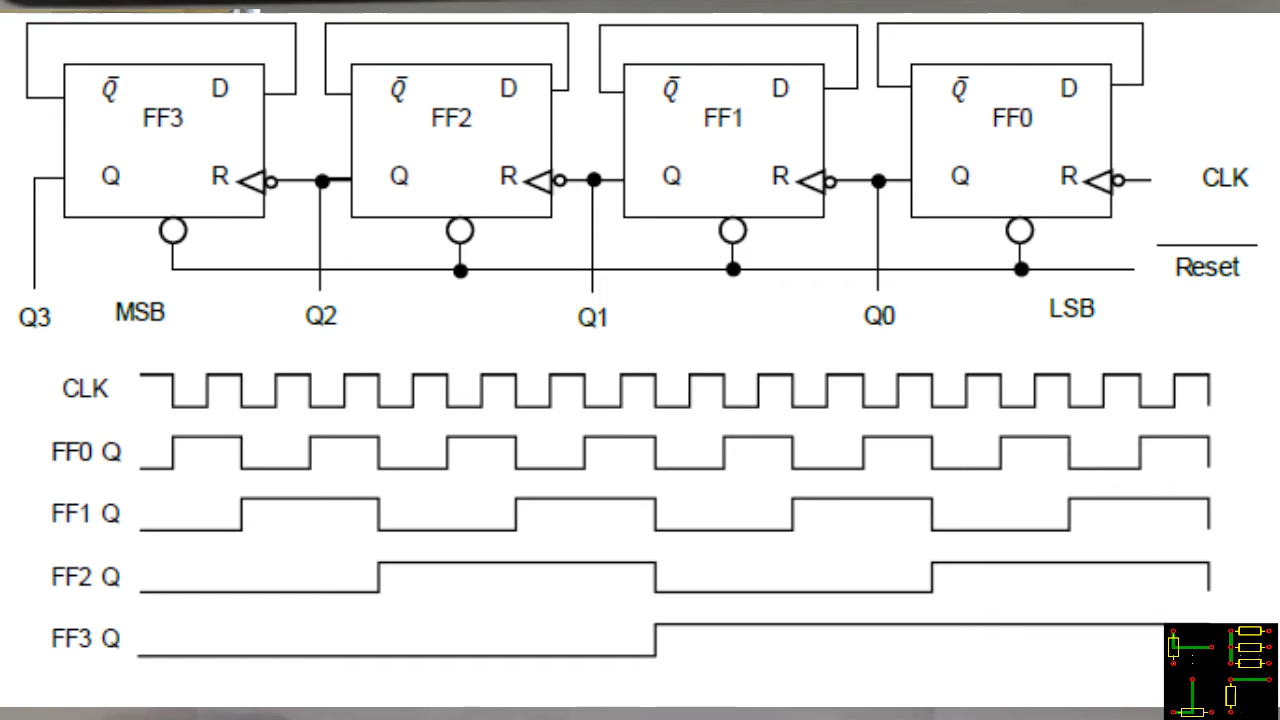 Q̅ D Q̅ D Q̅ D Q̅ D
FF3 FF2 FF1 FF0
Q R Q R Q R Q R CLK
Reset
Q3 MSB Q2 Q1 Q0 LSB
CLK
FF0 Q
FF1 Q
FF2 Q
FF3 Q